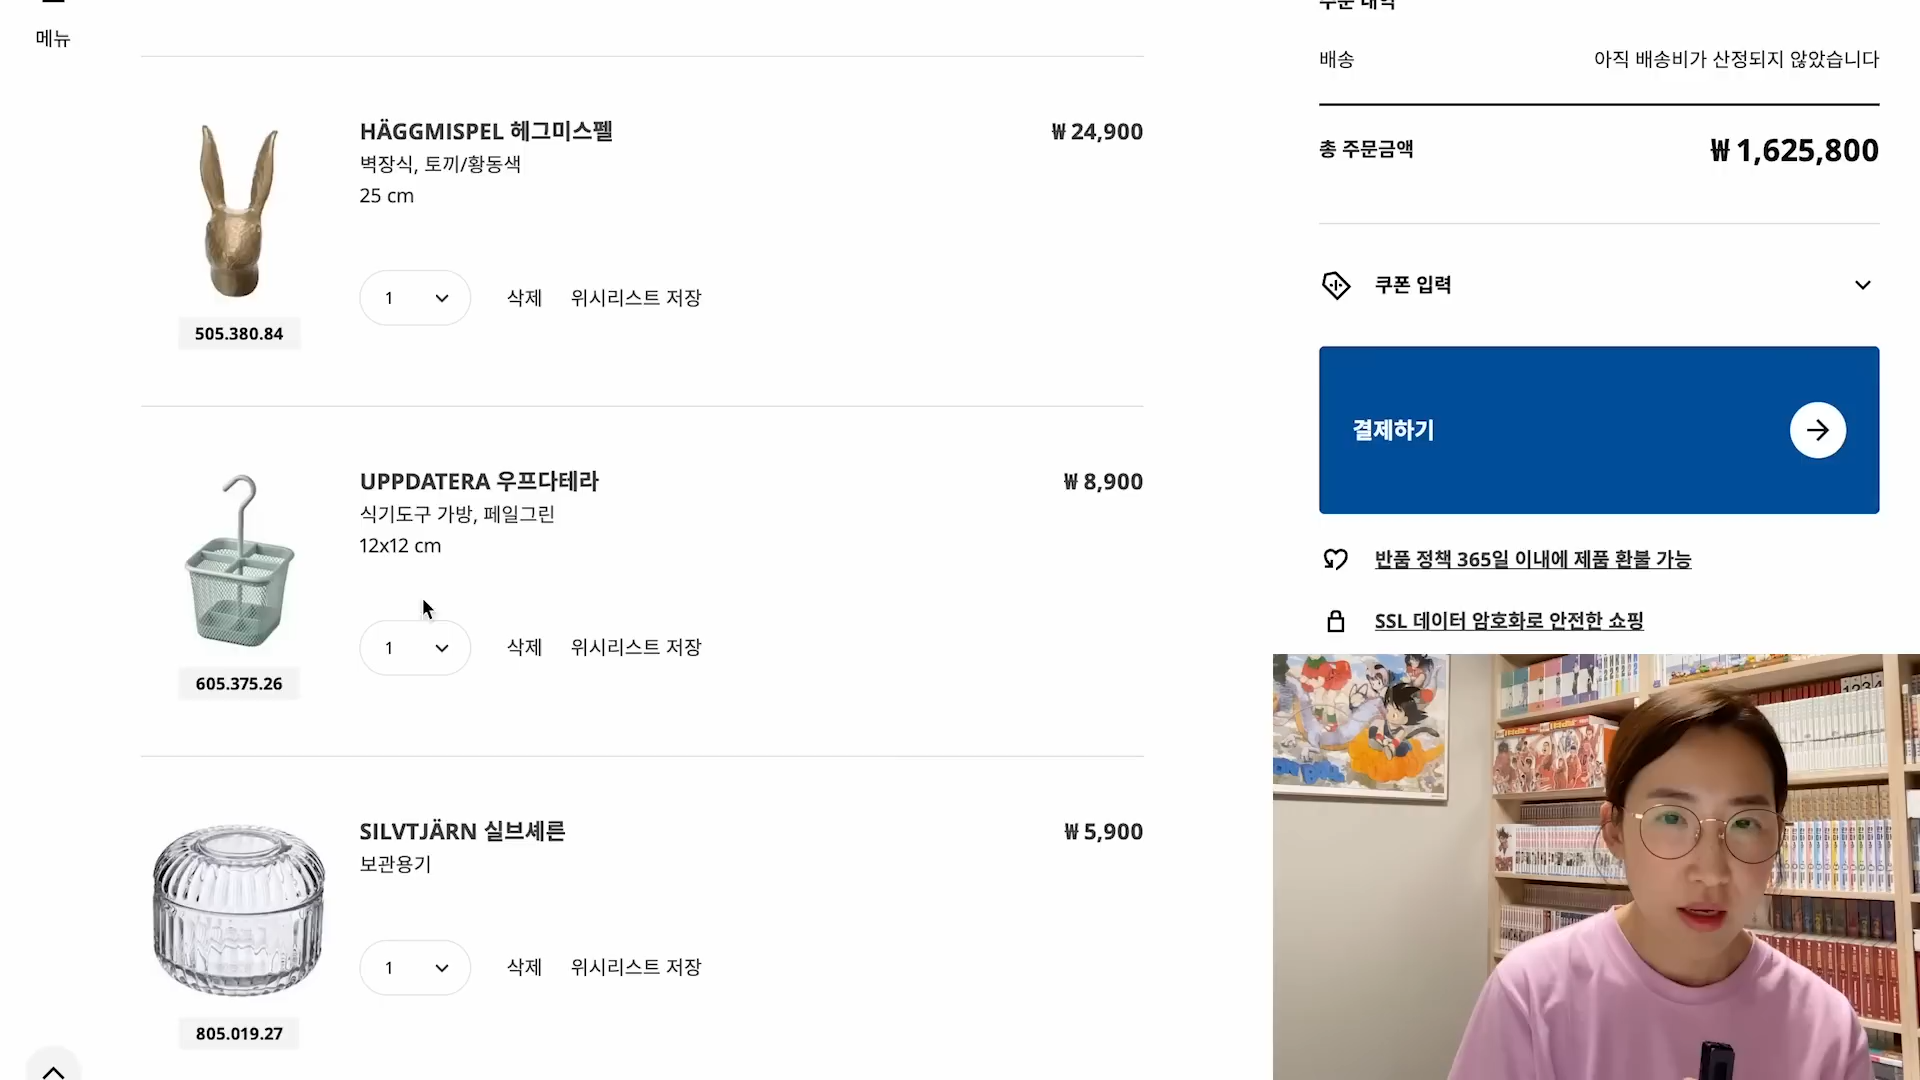 메뉴
HÄGGMISPEL 헤그미스펠
₩ 24,900
벽장식, 토끼/황동색
25 cm
1
삭제
위시리스트 저장
505.380.84
UPPDATERA 우프다테라
₩ 8,900
식기도구 가방, 페일그린
12x12 cm
1
삭제
위시리스트 저장
605.375.26
SILVTJÄRN 실브셰른
₩ 5,900
보관용기
1
삭제
위시리스트 저장
805.019.27
주문 내역
배송
아직 배송비가 산정되지 않았습니다
총 주문금액
₩ 1,625,800
쿠폰 입력
결제하기
반품 정책 365일 이내에 제품 환불 가능
SSL 데이터 암호화로 안전한 쇼핑
1234